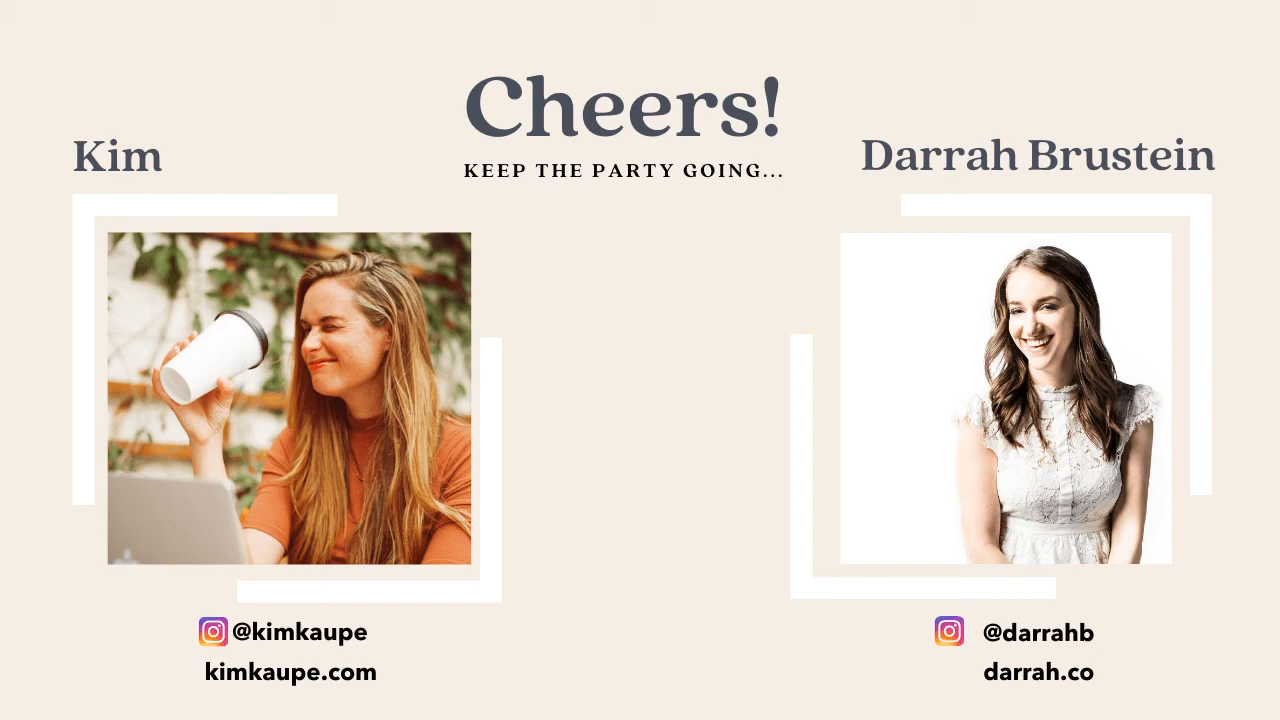 Cheers!
KEEP THE PARTY GOING...
Kim
Darrah Brustein
@kimkaupe
kimkaupe.com
@darrahb
darrah.co